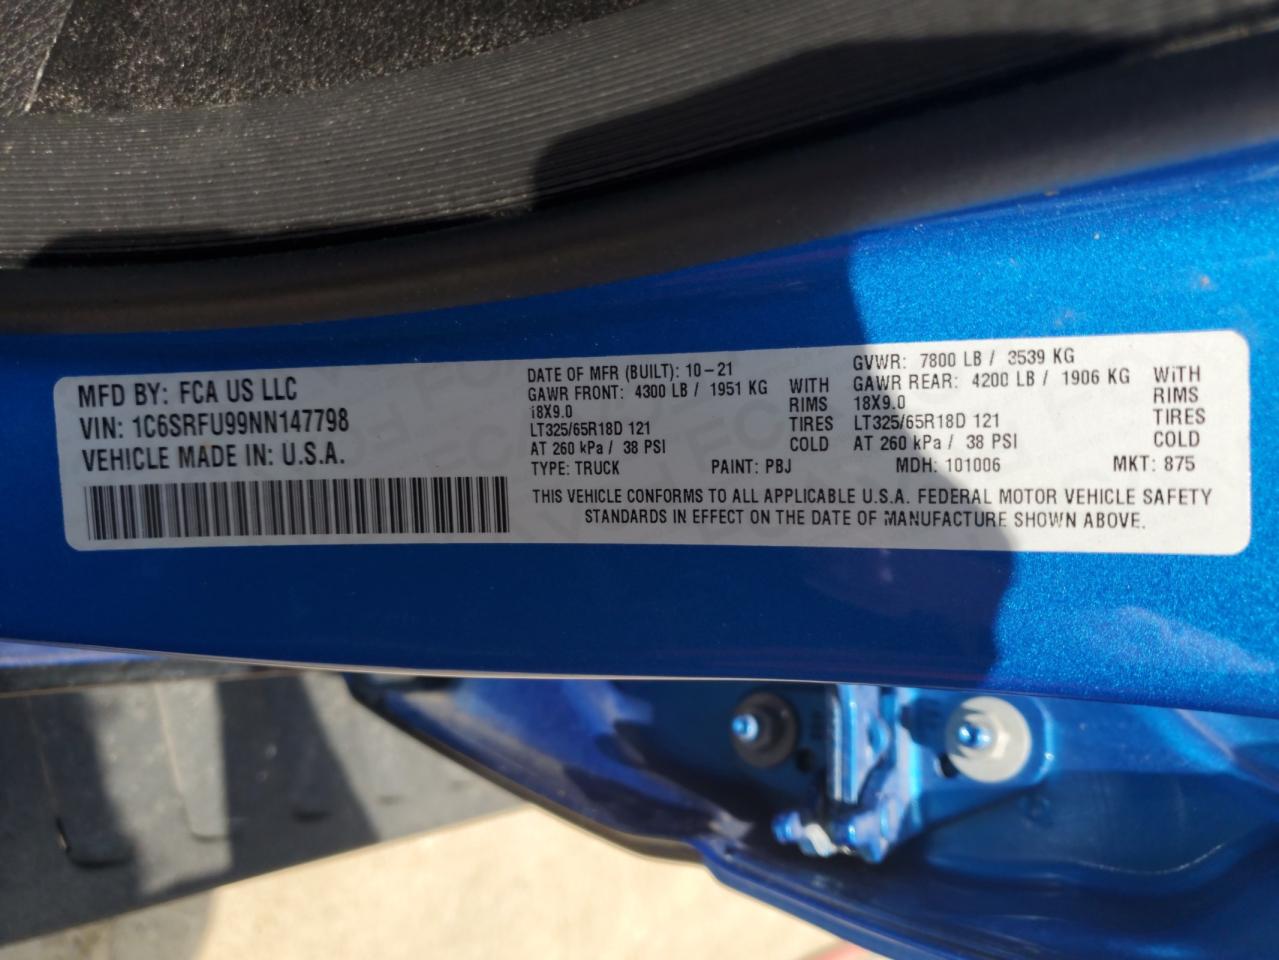 MFD BY: FCA US LLC
VIN: 1C6SRFU99NN147798
VEHICLE MADE IN: U.S.A.
DATE OF MFR (BUILT): 10-21
GAWR FRONT: 4300 LB / 1951 KG WITH
18X9.0 RIMS
LT325/65R18D 121 TIRES
AT 260 kPa / 38 PSI COLD
GVWR: 7800 LB / 3539 KG
GAWR REAR: 4200 LB / 1906 KG WITH
18X9.0 RIMS
LT325/65R18D 121 TIRES
AT 260 kPa / 38 PSI COLD
TYPE: TRUCK PAINT: PBJ MDH: 101006 MKT: 875
THIS VEHICLE CONFORMS TO ALL APPLICABLE U.S.A. FEDERAL MOTOR VEHICLE SAFETY
STANDARDS IN EFFECT ON THE DATE OF MANUFACTURE SHOWN ABOVE.